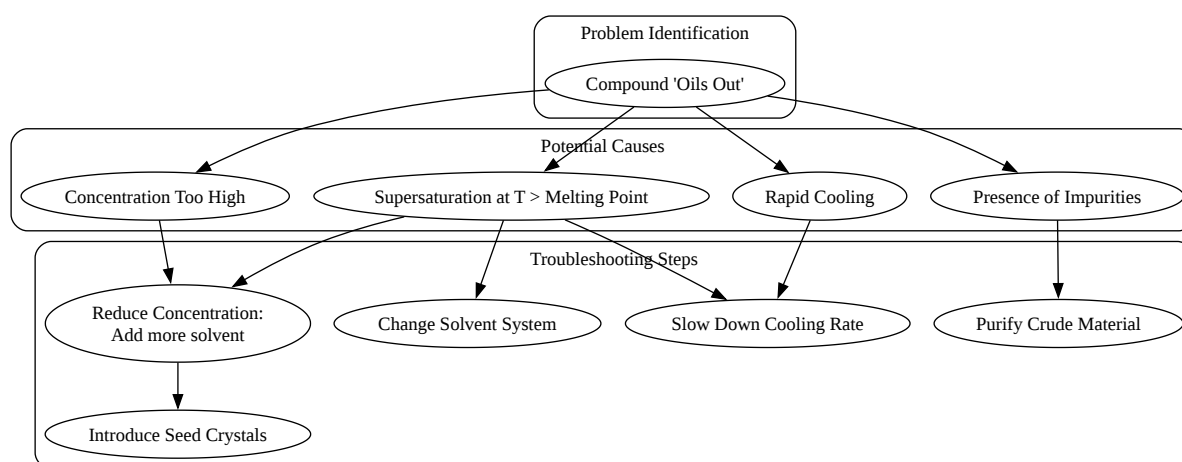 Problem Identification
Compound 'Oils Out'
Potential Causes
Concentration Too High
Supersaturation at T > Melting Point
Rapid Cooling
Presence of Impurities
Troubleshooting Steps
Reduce Concentration:
Add more solvent
Change Solvent System
Slow Down Cooling Rate
Purify Crude Material
Introduce Seed Crystals